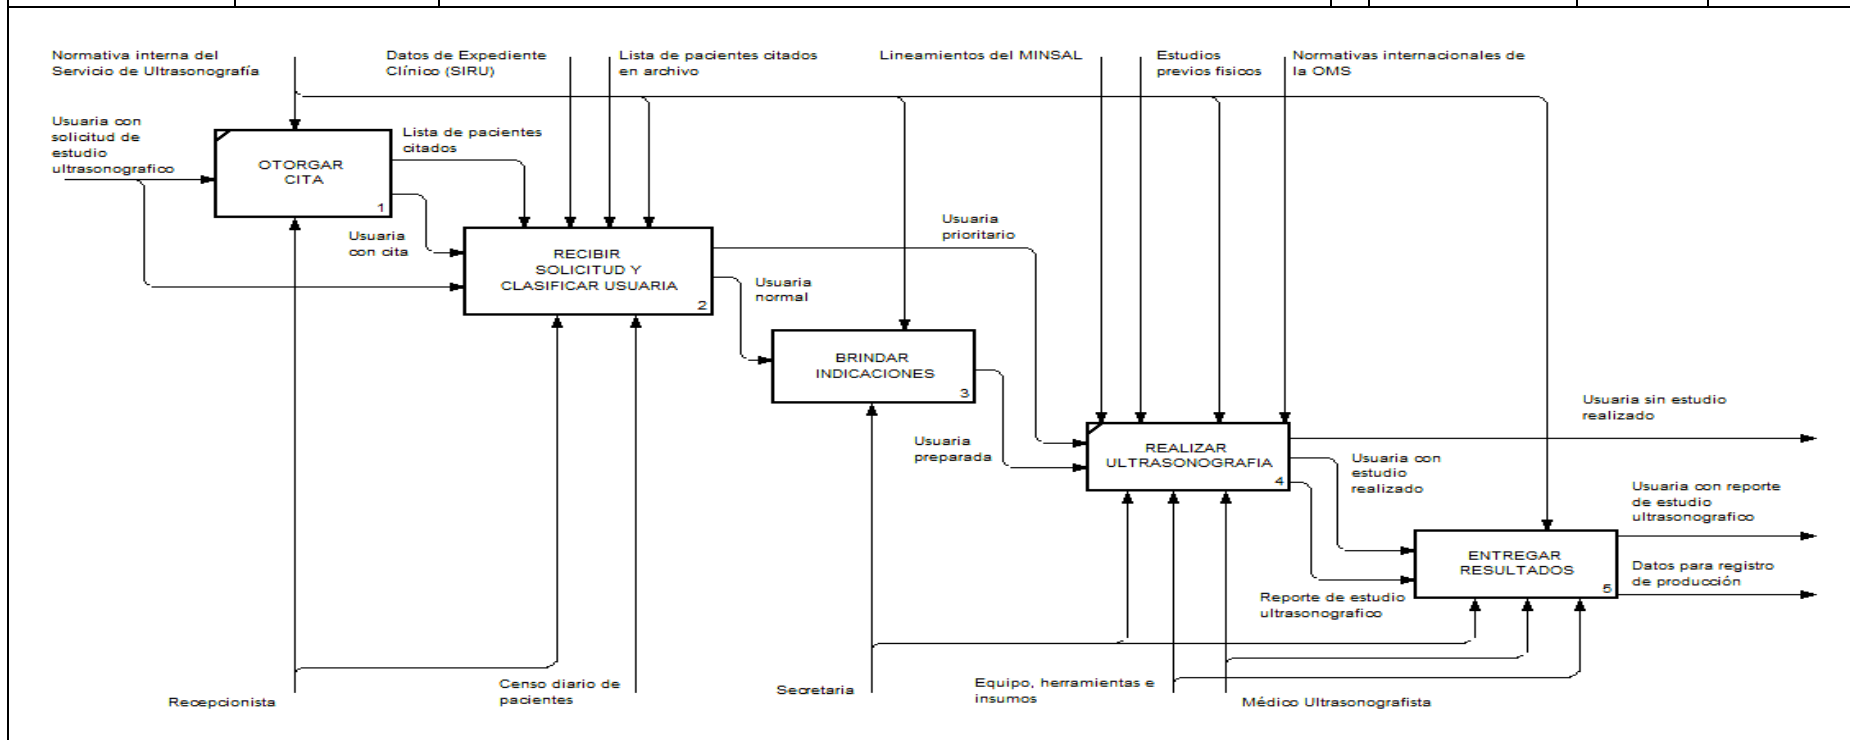 Normativa interna del
Servicio de Ultrasonografía
Datos de Expediente
Clínico (SIRU)
Lista de pacientes citados
en archivo
Lineamientos del MINSAL
Estudios
previos fisicos
Normativas internacionales de
la OMS
Usuaria con
solicitud de
estudio
ultrasonografico
OTORGAR
CITA
1
Lista de pacientes
citados
Usuaria
con cita
RECIBIR
SOLICITUD Y
CLASIFICAR USUARIA
2
Usuaria
prioritario
Usuaria
normal
BRINDAR
INDICACIONES
3
Usuaria
preparada
REALIZAR
ULTRASONOGRAFIA
4
Usuaria sin estudio
realizado
Usuaria con
estudio
realizado
Usuaria con reporte
de estudio
ultrasonografico
ENTREGAR
RESULTADOS
5
Datos para registro
de producción
Reporte de estudio
ultrasonografico
Recepcionista
Censo diario de
pacientes
Secretaria
Equipo, herramientas e
insumos
Médico Ultrasonografista